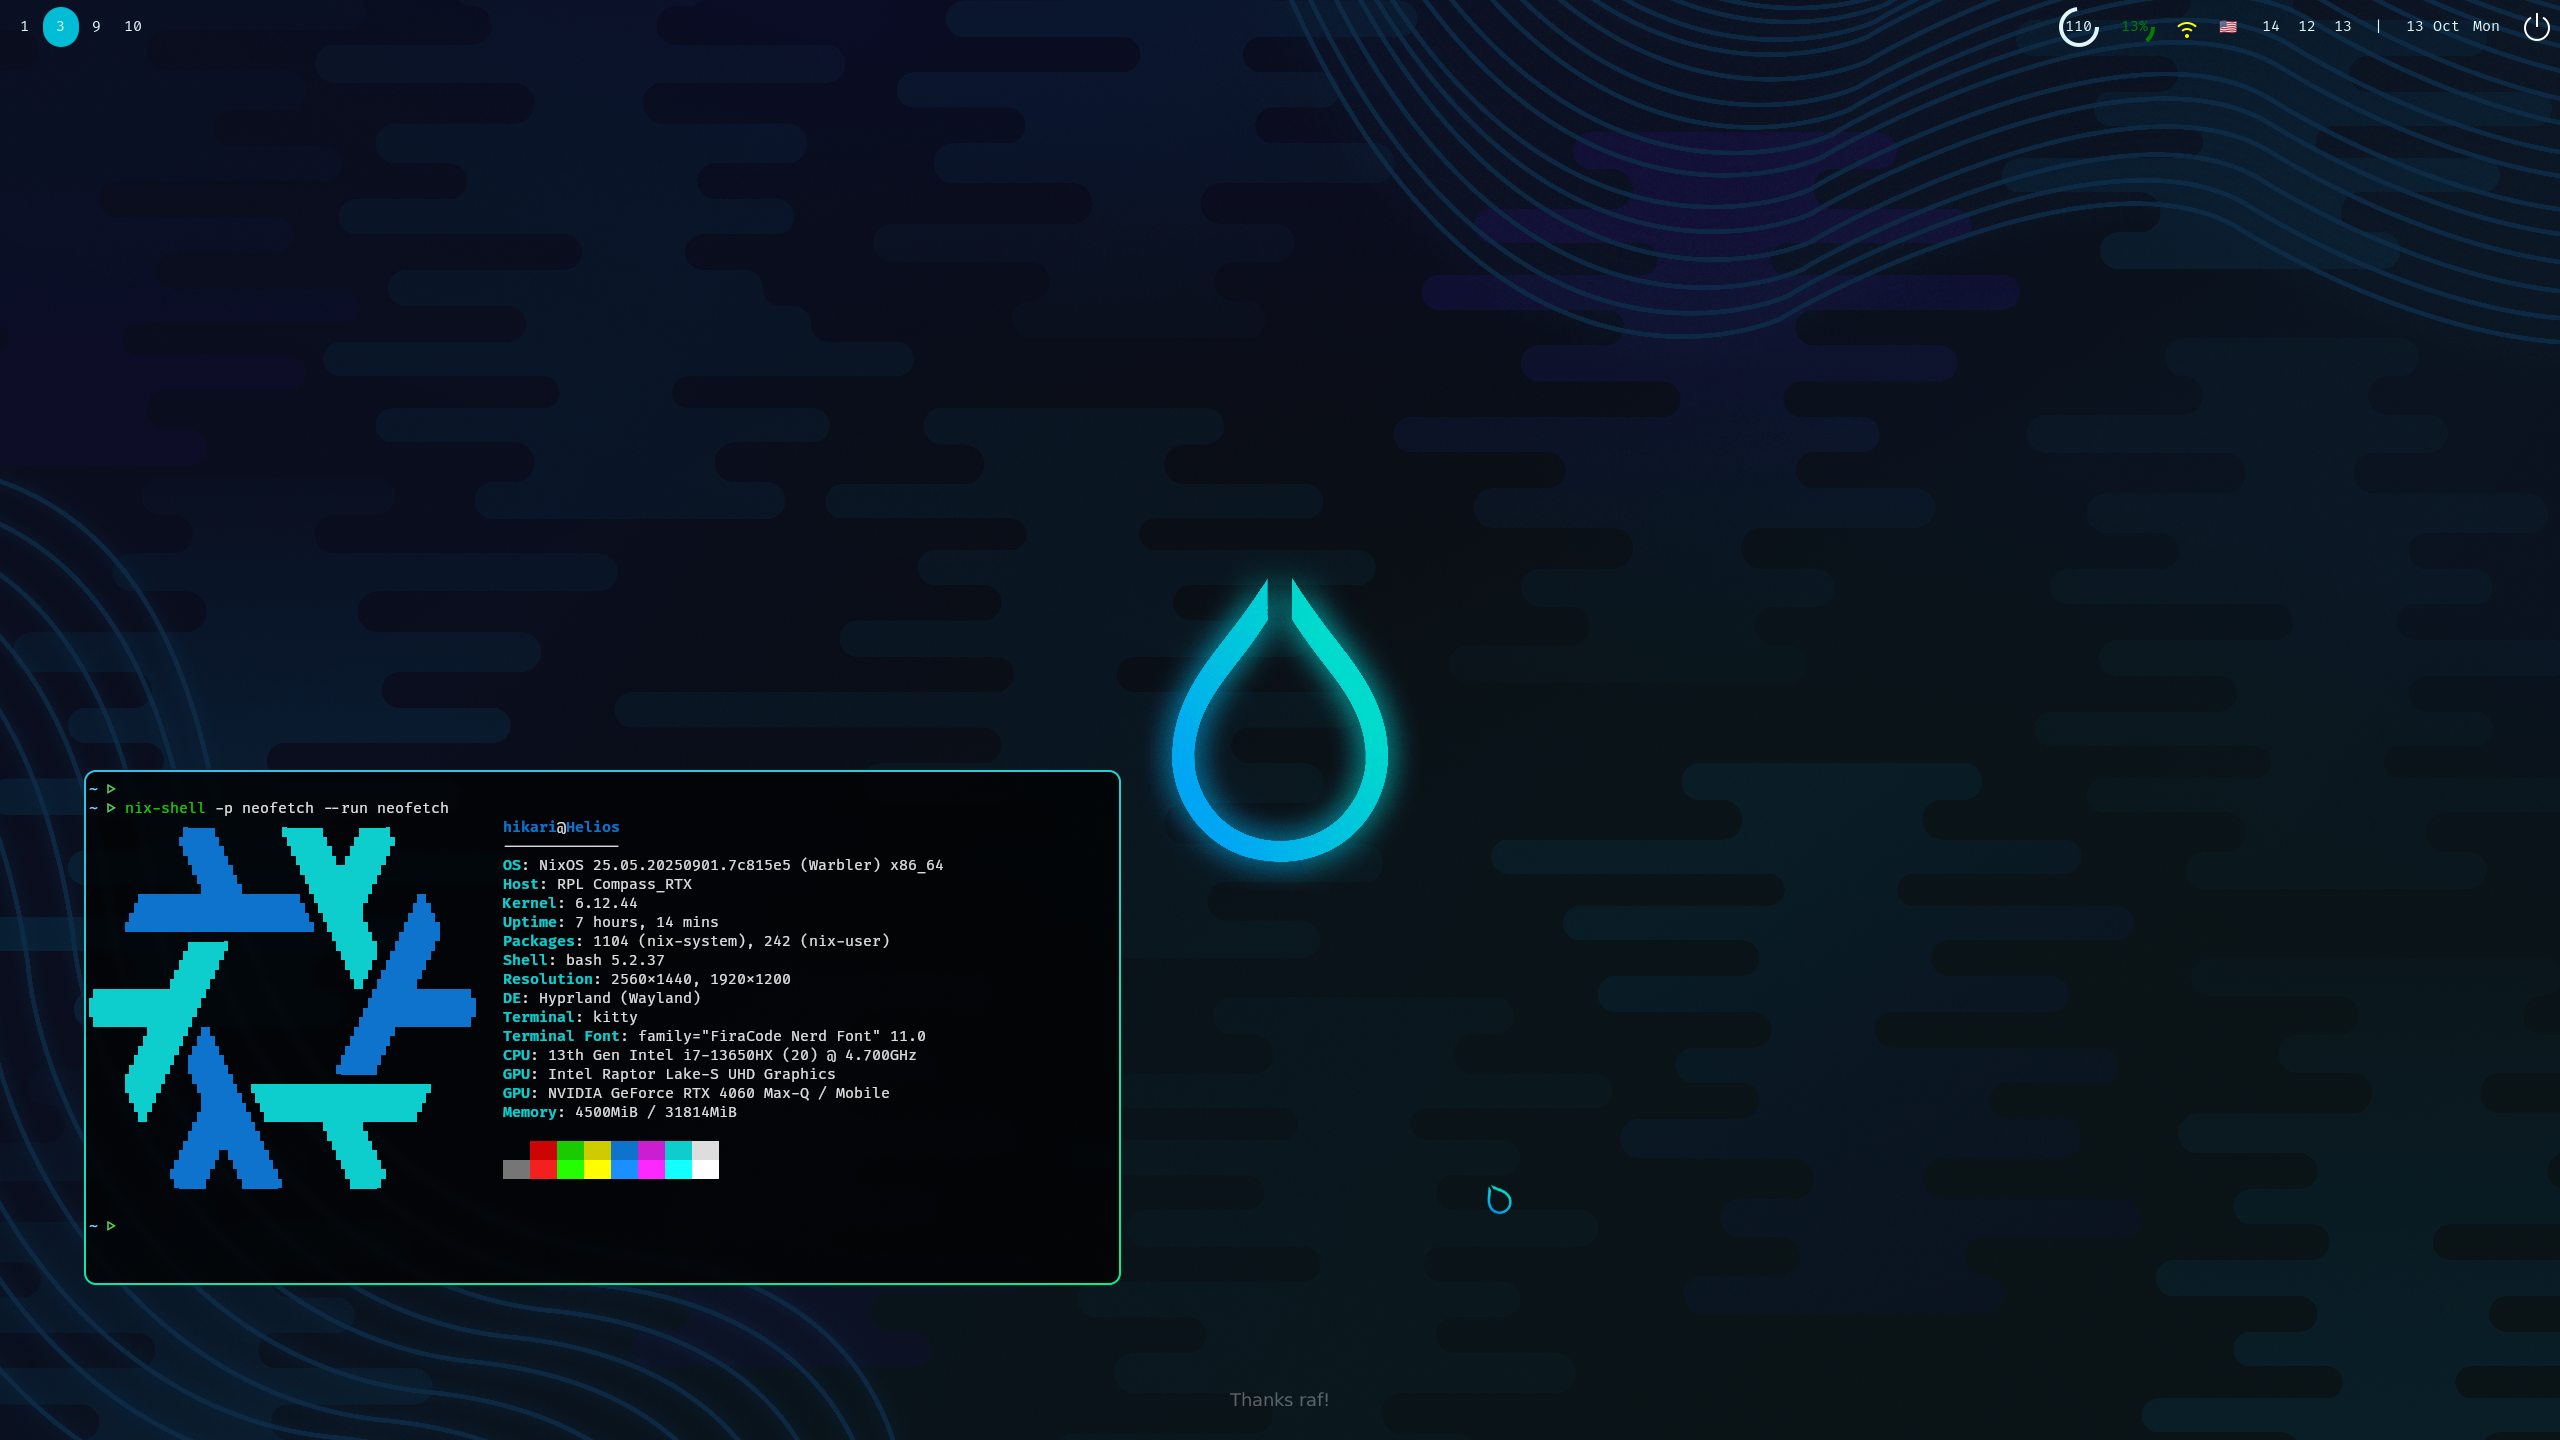 1 3 9 10 110 13% 14 12 13 | 13 Oct Mon
~ ▷
~ ▷ nix-shell -p neofetch --run neofetch
hikari@Helios
-------------
OS: NixOS 25.05.20250901.7c815e5 (Warbler) x86_64
Host: RPL Compass_RTX
Kernel: 6.12.44
Uptime: 7 hours, 14 mins
Packages: 1104 (nix-system), 242 (nix-user)
Shell: bash 5.2.37
Resolution: 2560×1440, 1920×1200
DE: Hyprland (Wayland)
Terminal: kitty
Terminal Font: family="FiraCode Nerd Font" 11.0
CPU: 13th Gen Intel i7-13650HX (20) @ 4.700GHz
GPU: Intel Raptor Lake-S UHD Graphics
GPU: NVIDIA GeForce RTX 4060 Max-Q / Mobile
Memory: 4500MiB / 31814MiB
~ ▷
Thanks raf!